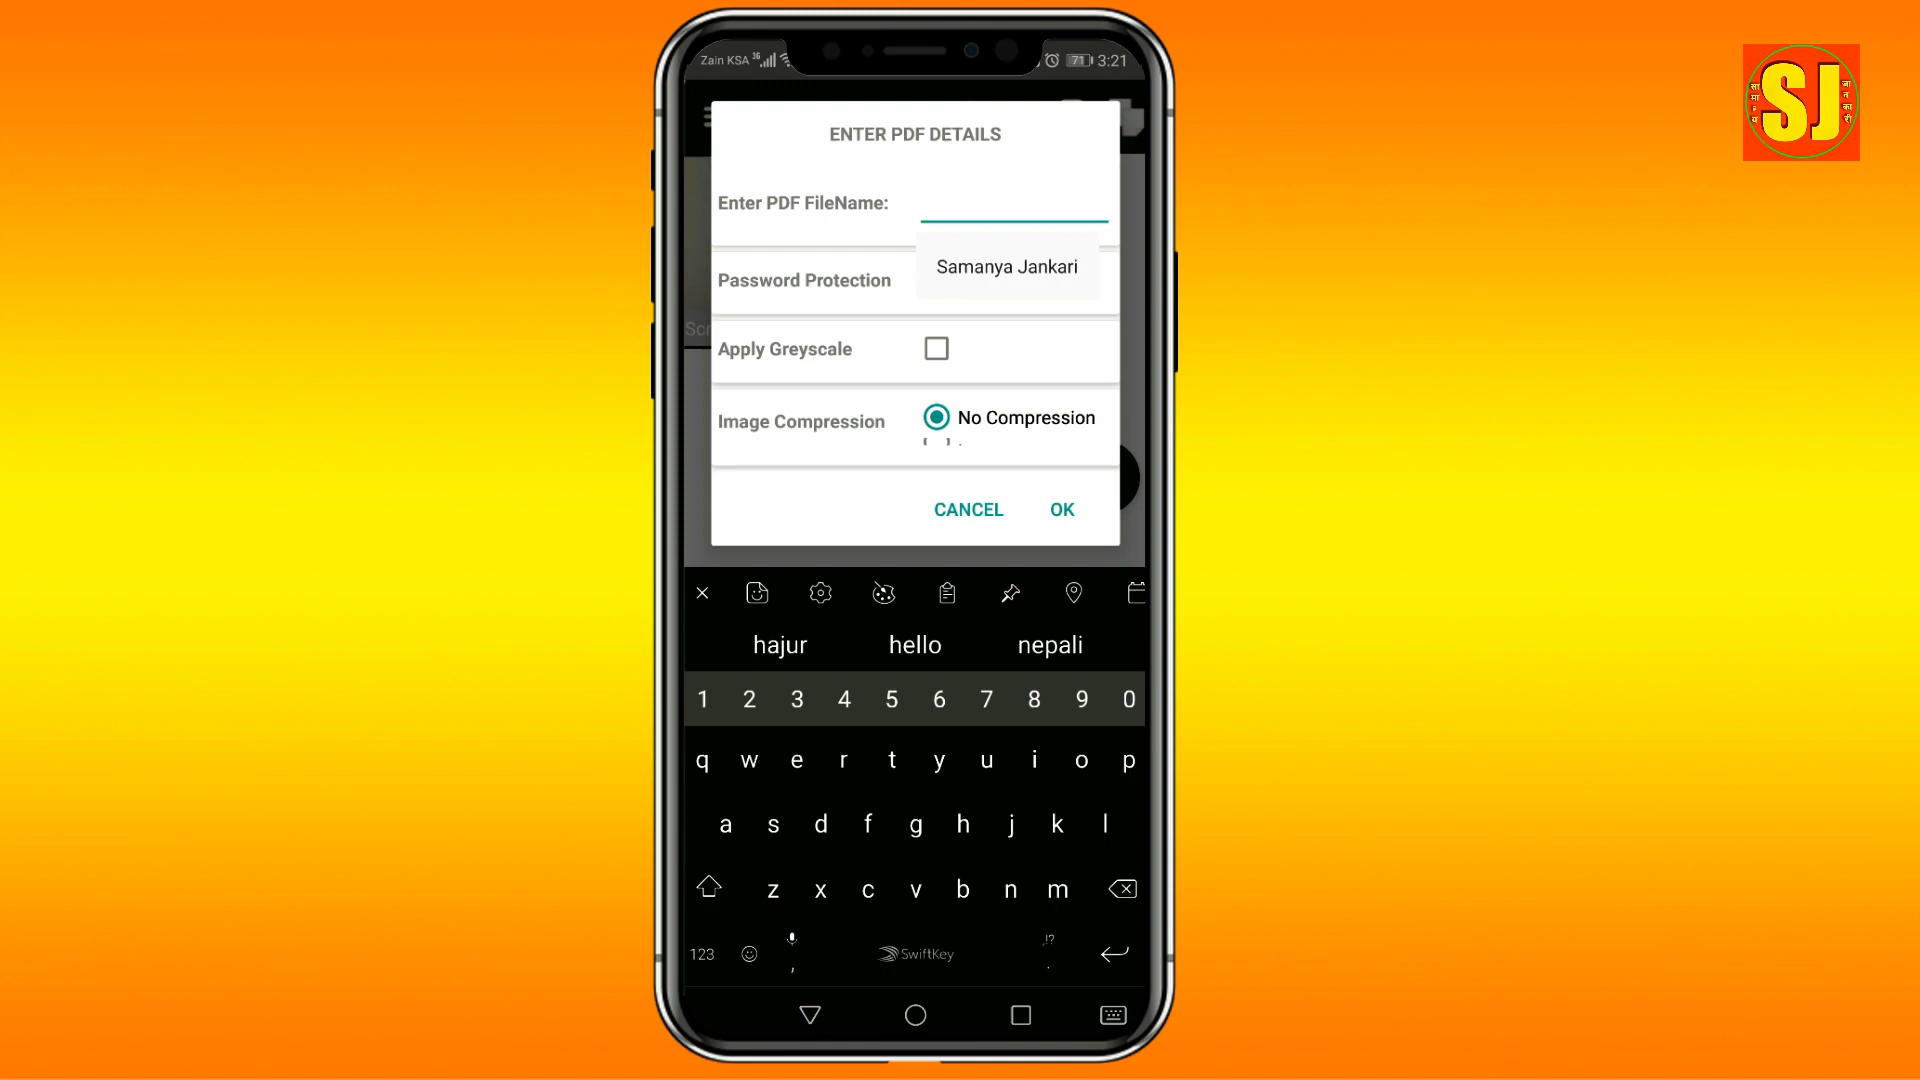 Zain KSA 71 3:21
SJ
सामान्य
जानकारी
ENTER PDF DETAILS
Enter PDF FileName:
Samanya Jankari
Password Protection
Apply Greyscale
Image Compression
No Compression
CANCEL OK
hajur hello nepali
1 2 3 4 5 6 7 8 9 0
q w e r t y u i o p
a s d f g h j k l
z x c v b n m
123 , SwiftKey ,!? .